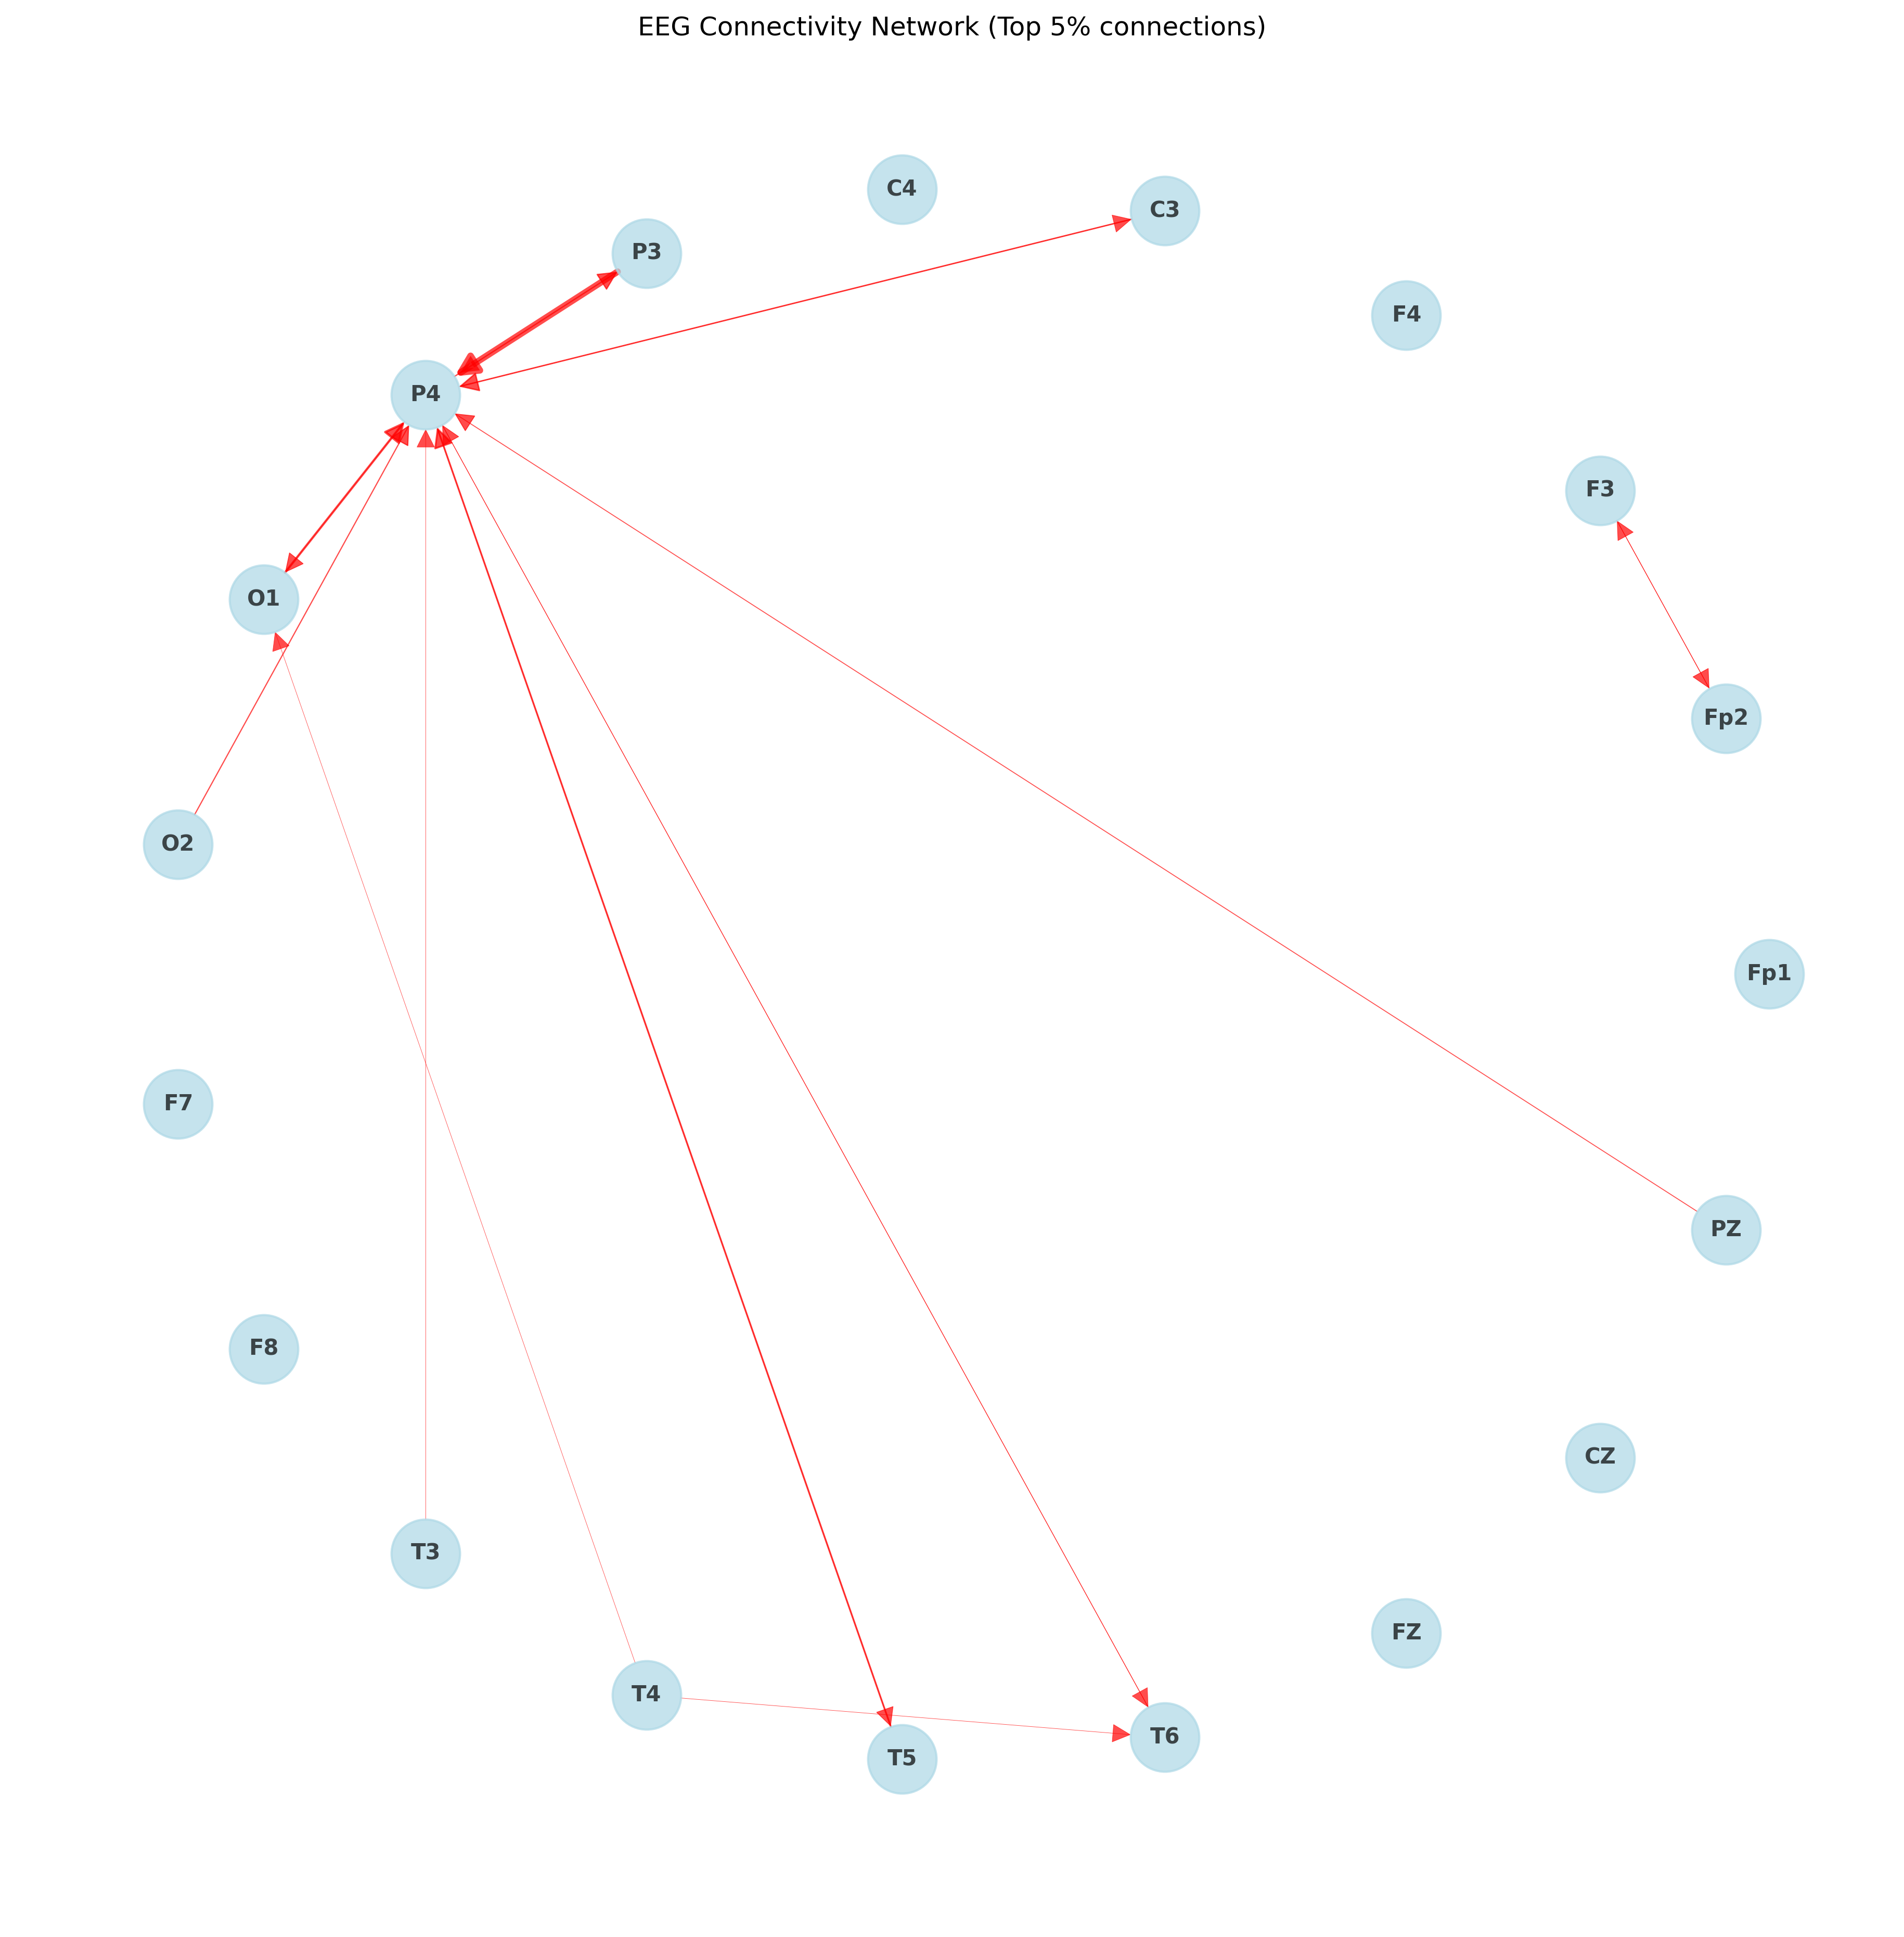 EEG Connectivity Network (Top 5% connections)
C4
C3
P3
F4
P4
F3
O1
Fp2
O2
Fp1
F7
PZ
F8
CZ
T3
FZ
T4
T6
T5